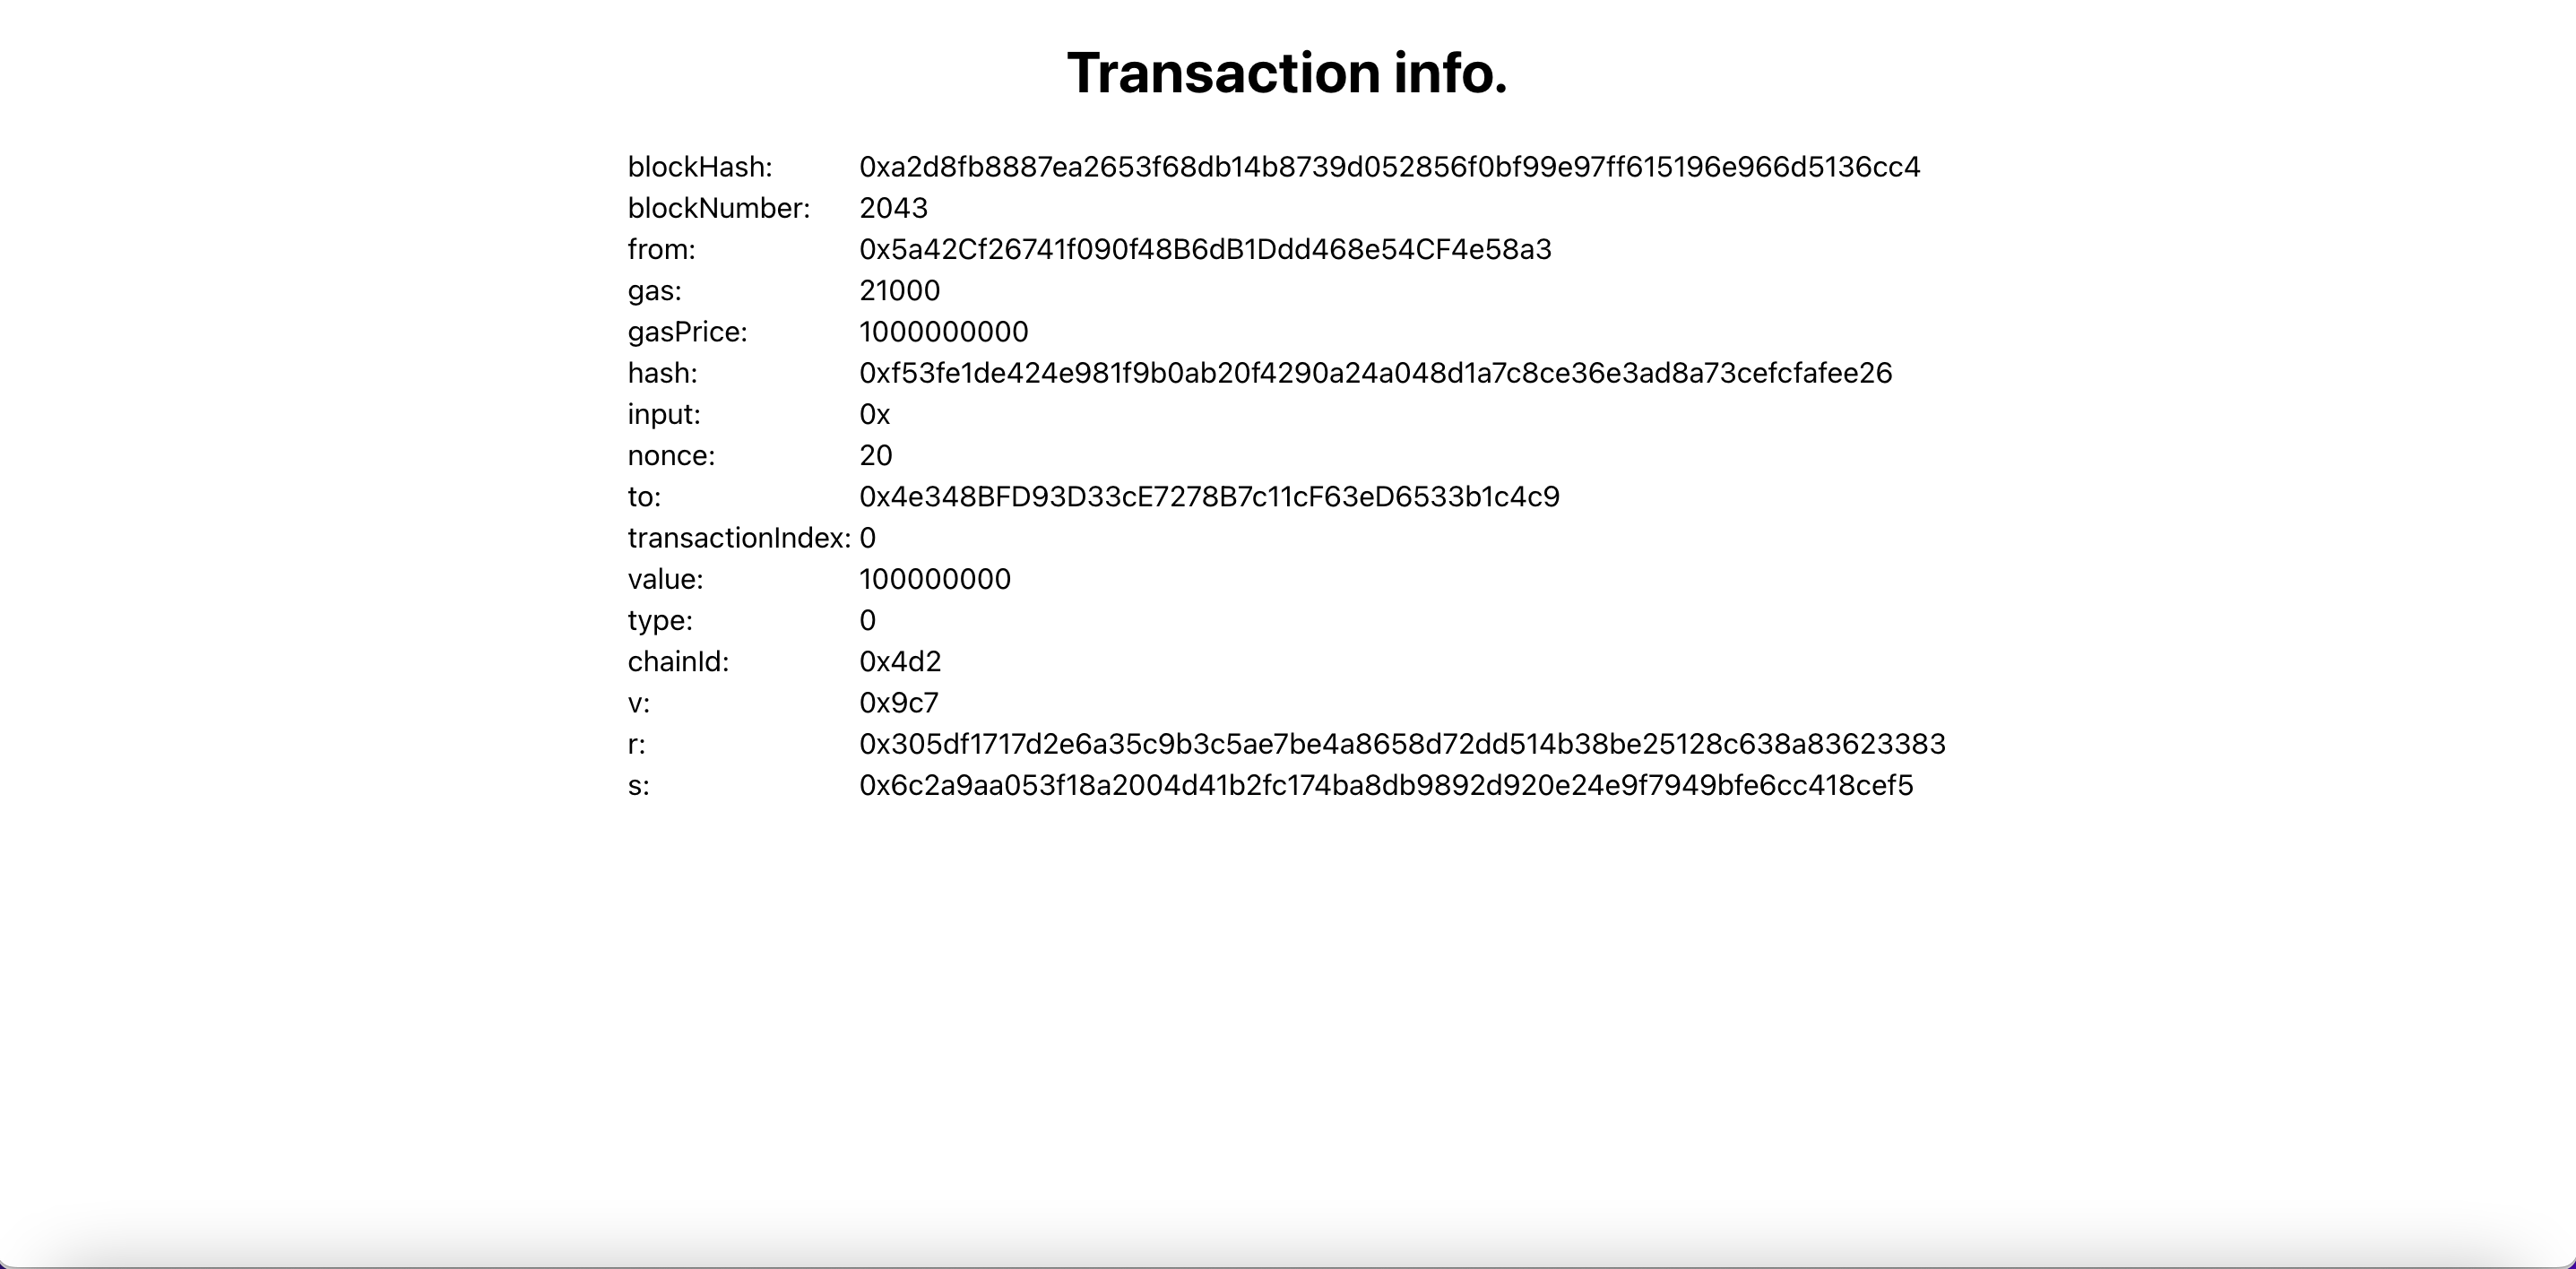 Transaction info.
blockHash: 0xa2d8fb8887ea2653f68db14b8739d052856f0bf99e97ff615196e966d5136cc4
blockNumber: 2043
from: 0x5a42Cf26741f090f48B6dB1Ddd468e54CF4e58a3
gas: 21000
gasPrice: 1000000000
hash: 0xf53fe1de424e981f9b0ab20f4290a24a048d1a7c8ce36e3ad8a73cefcfafee26
input: 0x
nonce: 20
to: 0x4e348BFD93D33cE7278B7c11cF63eD6533b1c4c9
transactionIndex: 0
value: 100000000
type: 0
chainId: 0x4d2
v: 0x9c7
r: 0x305df1717d2e6a35c9b3c5ae7be4a8658d72dd514b38be25128c638a83623383
s: 0x6c2a9aa053f18a2004d41b2fc174ba8db9892d920e24e9f7949bfe6cc418cef5